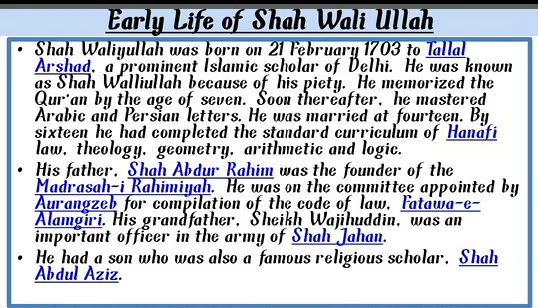 Early Life of Shah Wali Ullah
• Shah Waliyullah was born on 21 February 1703 to Tallal
Arshad, a prominent Islamic scholar of Delhi. He was known
as Shah Walliullah because of his piety. He memorized the
Qur'an by the age of seven. Soon thereafter, he mastered
Arabic and Persian letters. He was married at fourteen. By
sixteen he had completed the standard curriculum of Hanafi
law, theology, geometry, arithmetic and logic.
• His father, Shah Abdur Rahim was the founder of the
Madrasah-i Rahimiyah. He was on the committee appointed by
Aurangzeb for compilation of the code of law, Fatawa-e-
Alamgiri. His grandfather, Sheikh Wajihuddin, was an
important officer in the army of Shah Jahan.
• He had a son who was also a famous religious scholar, Shah
Abdul Aziz.